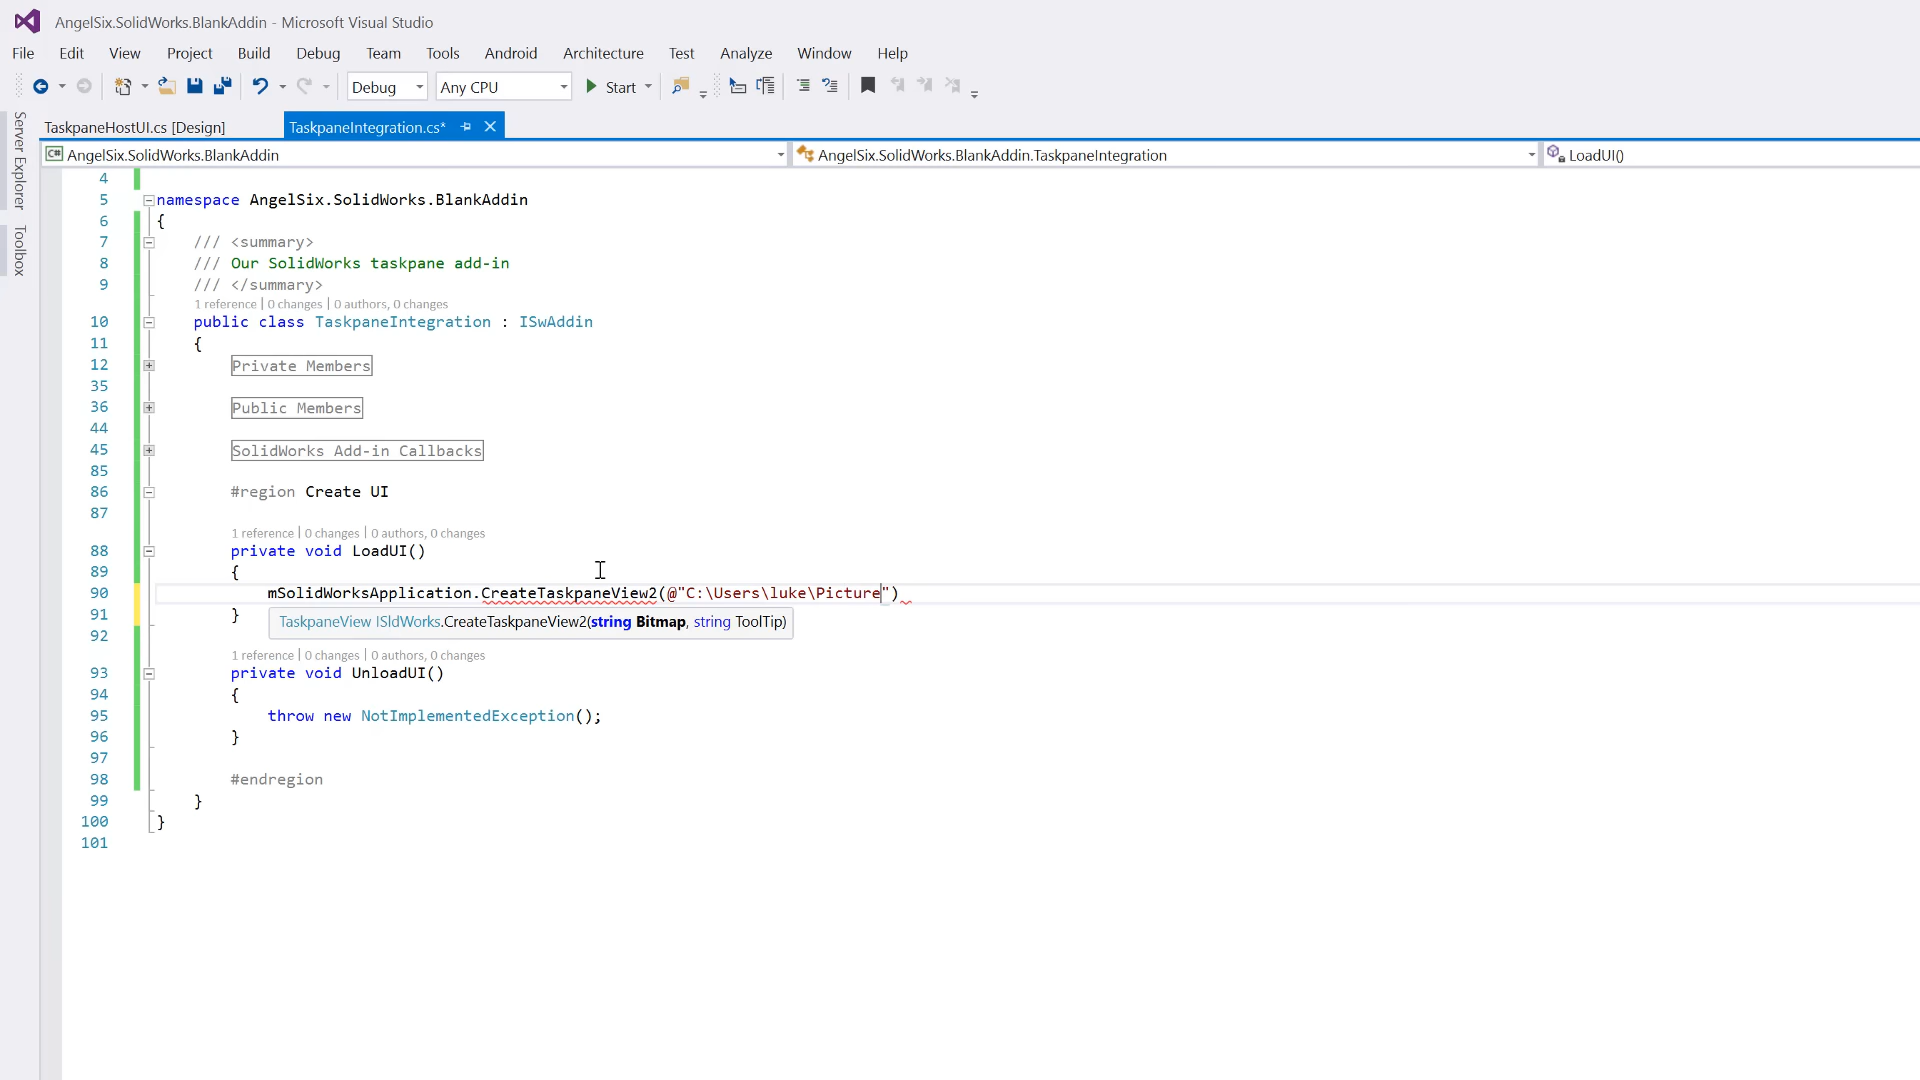 AngelSix.SolidWorks.BlankAddin - Microsoft Visual Studio
File Edit View Project Build Debug Team Tools Android Architecture Test Analyze Window Help
Debug Any CPU Start
Server Explorer
Toolbox
TaskpaneHostUI.cs [Design] TaskpaneIntegration.cs*
C# AngelSix.SolidWorks.BlankAddin AngelSix.SolidWorks.BlankAddin.TaskpaneIntegration LoadUI()
4
5 namespace AngelSix.SolidWorks.BlankAddin
6 {
7 /// <summary>
8 /// Our SolidWorks taskpane add-in
9 /// </summary>
1 reference | 0 changes | 0 authors, 0 changes
10 public class TaskpaneIntegration : ISwAddin
11 {
12 Private Members
35
36 Public Members
44
45 SolidWorks Add-in Callbacks
85
86 #region Create UI
87
1 reference | 0 changes | 0 authors, 0 changes
88 private void LoadUI()
89 {
90 mSolidWorksApplication.CreateTaskpaneView2(@"C:\Users\luke\Picture")
91 }
TaskpaneView ISldWorks.CreateTaskpaneView2(string Bitmap, string ToolTip)
92
1 reference | 0 changes | 0 authors, 0 changes
93 private void UnloadUI()
94 {
95 throw new NotImplementedException();
96 }
97
98 #endregion
99 }
100 }
101